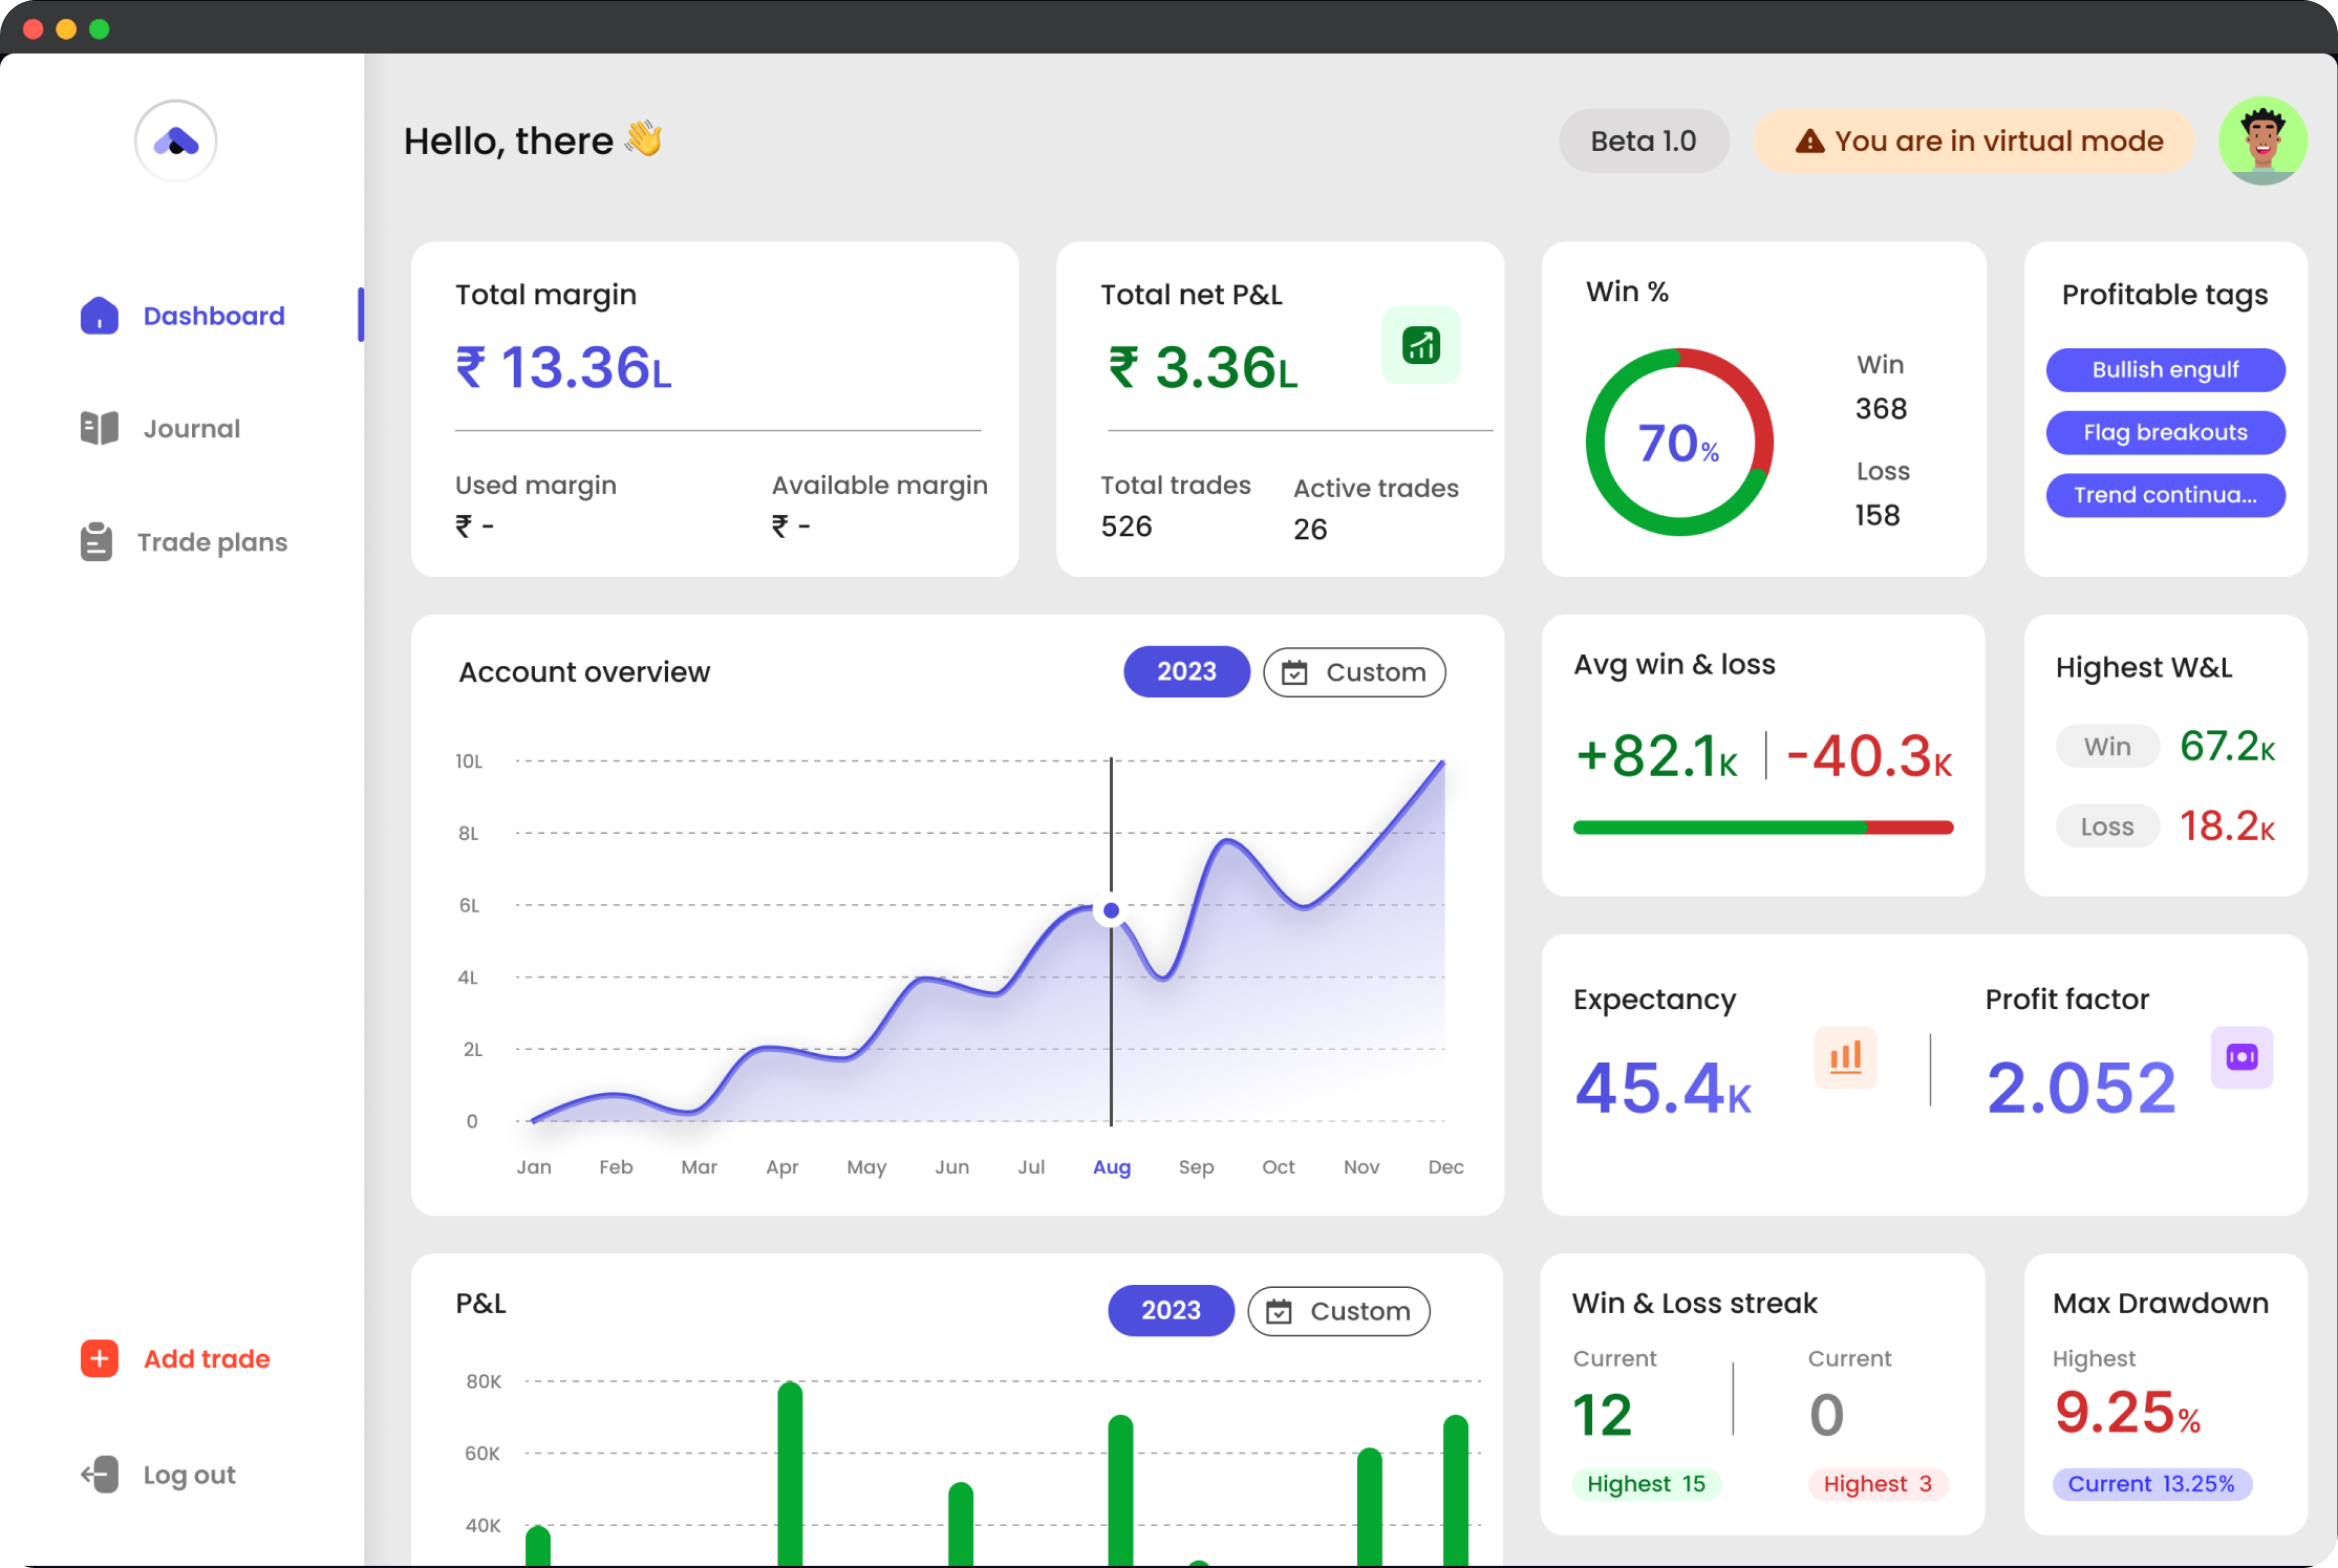 Hello, there 👋
Beta 1.0
You are in virtual mode
Dashboard
Journal
Trade plans
Add trade
Log out
Total margin
₹ 13.36L
Used margin
₹ -
Available margin
₹ -
Total net P&L
₹ 3.36L
Total trades
526
Active trades
26
Win %
70%
Win
368
Loss
158
Profitable tags
Bullish engulf
Flag breakouts
Trend continua...
Account overview
2023
Custom
10L
8L
6L
4L
2L
0
Jan Feb Mar Apr May Jun Jul Aug Sep Oct Nov Dec
Avg win & loss
+82.1K
-40.3K
Highest W&L
Win 67.2K
Loss 18.2K
Expectancy
45.4K
Profit factor
2.052
P&L
2023
Custom
80K
60K
40K
Win & Loss streak
Current
12
Highest 15
Current
0
Highest 3
Max Drawdown
Highest
9.25%
Current 13.25%